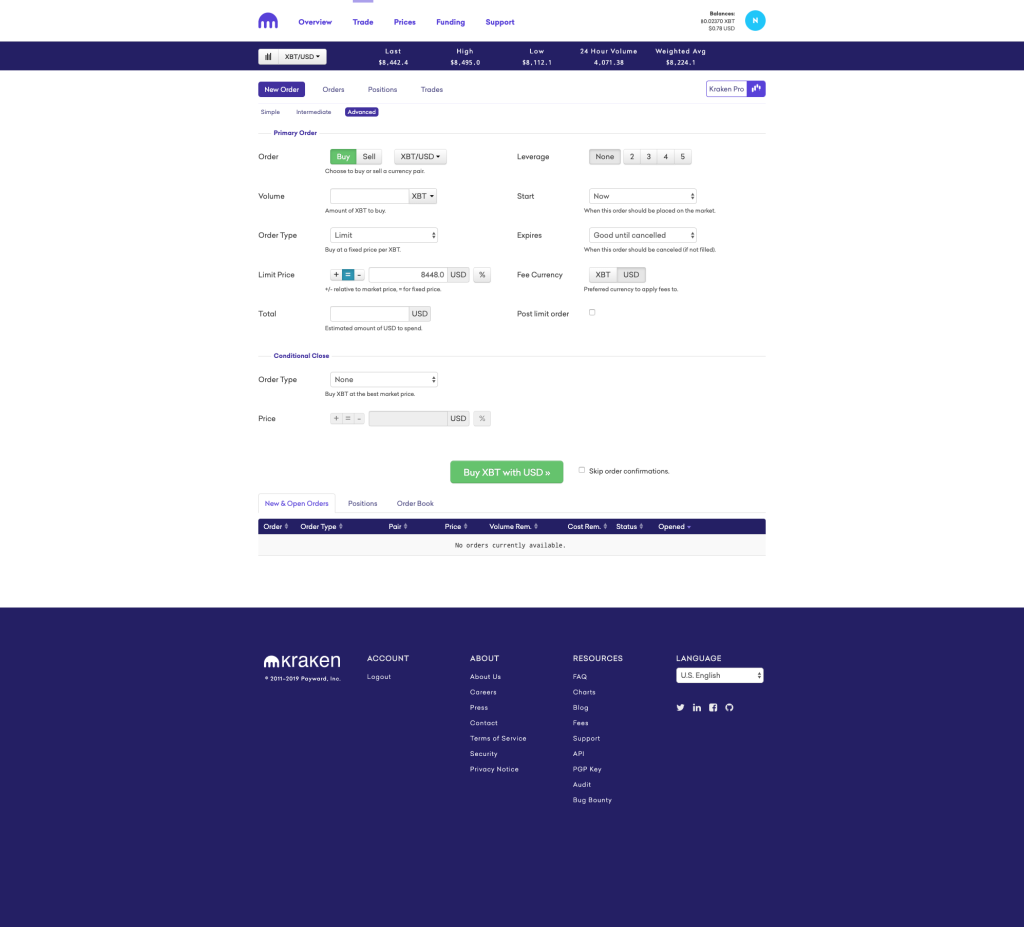 Overview Trade Prices Funding Support
Balances:
Ƀ0.02370 XBT
$0.78 USD
N
XBT/USD
Last High Low 24 Hour Volume Weighted Avg
$8,442.4 $8,495.0 $8,112.1 4,071.38 $8,224.1
New Order Orders Positions Trades Kraken Pro
Simple Intermediate Advanced
Primary Order
Order Buy Sell XBT/USD Leverage None 2 3 4 5
Choose to buy or sell a currency pair.
Volume XBT Start Now
Amount of XBT to buy. When this order should be placed on the market.
Order Type Limit Expires Good until cancelled
Buy at a fixed price per XBT. When this order should be canceled (if not filled).
Limit Price + = - 8448.0 USD % Fee Currency XBT USD
+/- relative to market price, = for fixed price. Preferred currency to apply fees to.
Total USD Post limit order
Estimated amount of USD to spend.
Conditional Close
Order Type None
Buy XBT at the best market price.
Price + = - USD %
Buy XBT with USD » Skip order confirmations.
New & Open Orders Positions Order Book
Order Order Type Pair Price Volume Rem. Cost Rem. Status Opened
No orders currently available.
kraken
© 2011-2019 Payward, Inc.
ACCOUNT
Logout
ABOUT
About Us
Careers
Press
Contact
Terms of Service
Security
Privacy Notice
RESOURCES
FAQ
Charts
Blog
Fees
Support
API
PGP Key
Audit
Bug Bounty
LANGUAGE
U.S. English